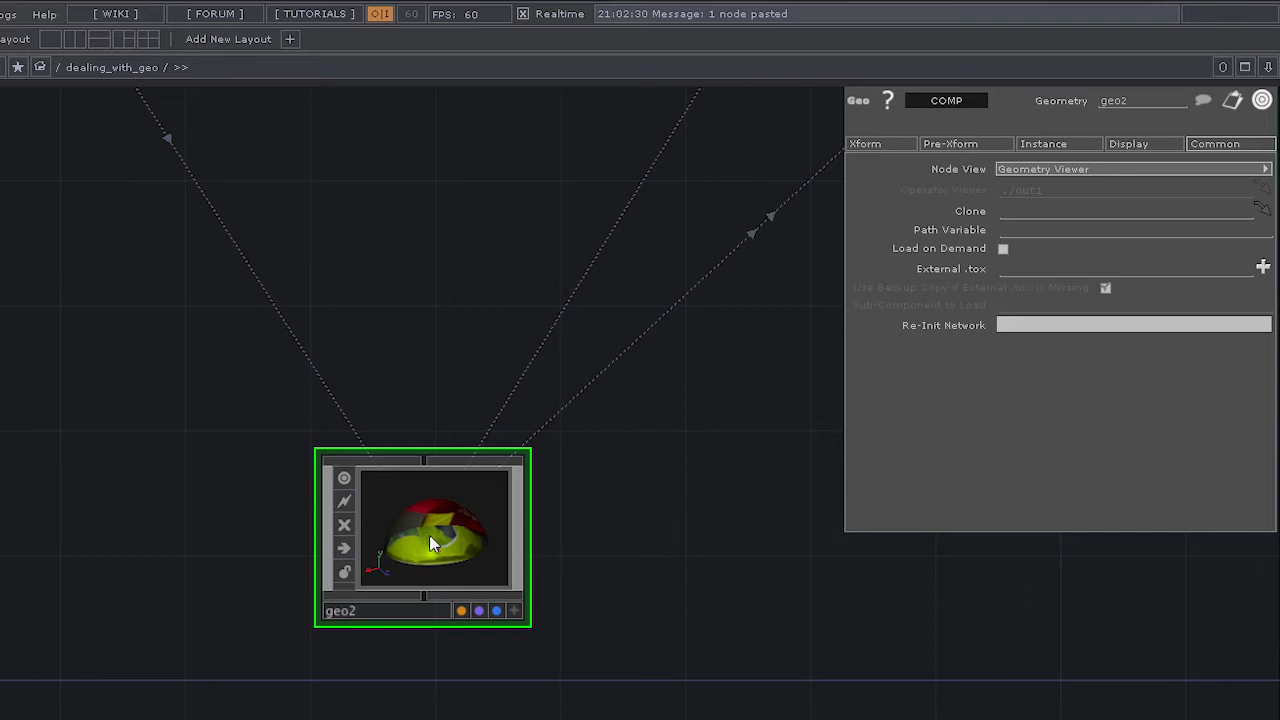 ogs Help [ WIKI ] [ FORUM ] [ TUTORIALS ] O|I 60 FPS: 60 Realtime 21:02:30 Message: 1 node pasted
ayout Add New Layout +
/ dealing_with_geo / >> 0
Geo ? COMP Geometry geo2
Xform Pre-Xform Instance Display Common
Node View Geometry Viewer
Operator Viewer ./out1
Clone
Path Variable
Load on Demand
External .tox
Use Backup Copy if External .tox is Missing
Sub-Component to Load
Re-Init Network
y
x z
geo2